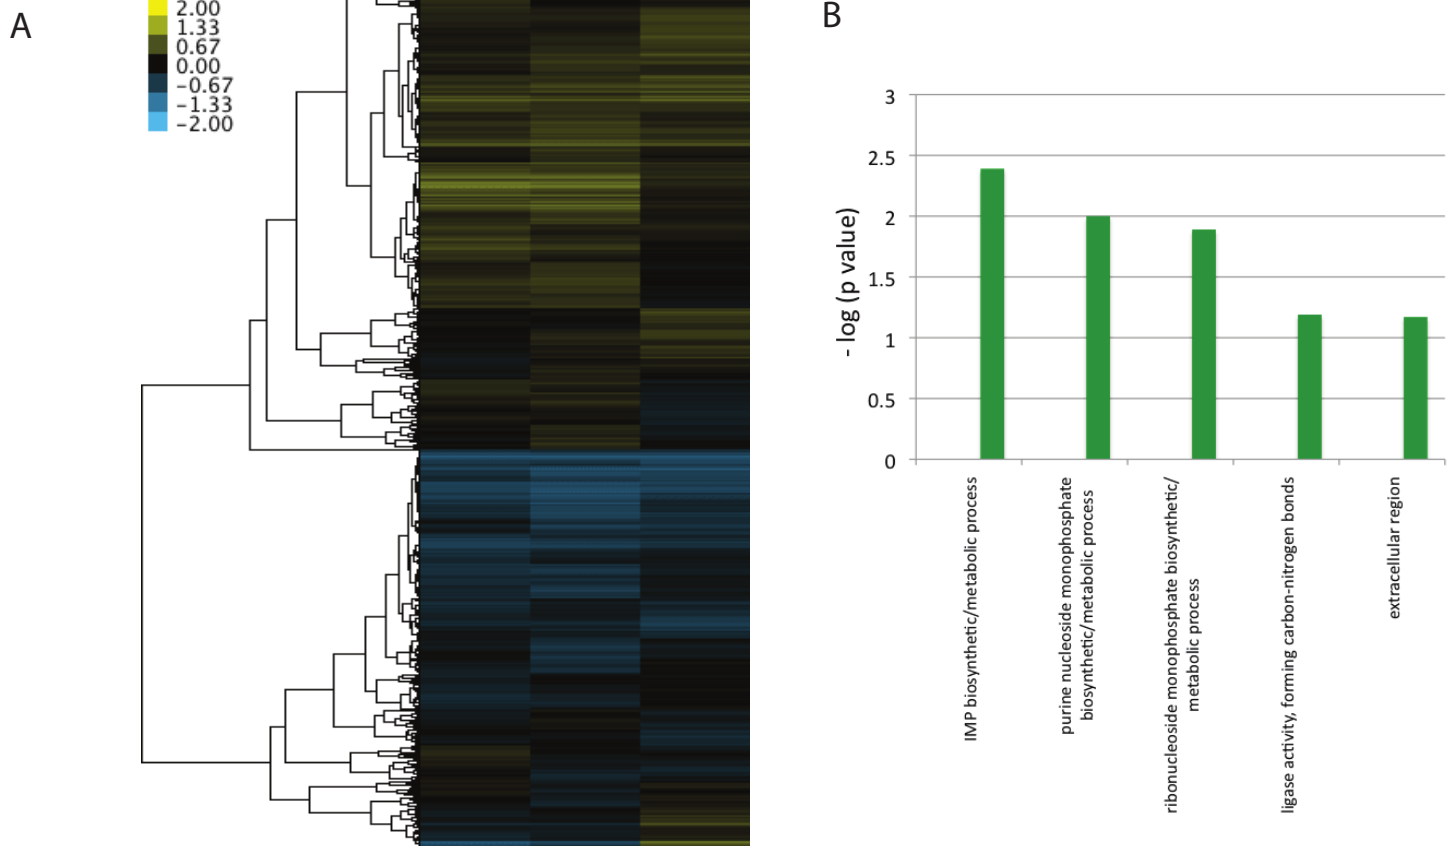 A
2.00
1.33
0.67
0.00
−0.67
−1.33
−2.00
B
3
2.5
2
1.5
1
0.5
0
- log (p value)
IMP biosynthetic/metabolic process
purine nucleoside monophosphate
biosynthetic/metabolic process
ribonucleoside monophosphate biosynthetic/
metabolic process
ligase activity, forming carbon-nitrogen bonds
extracellular region